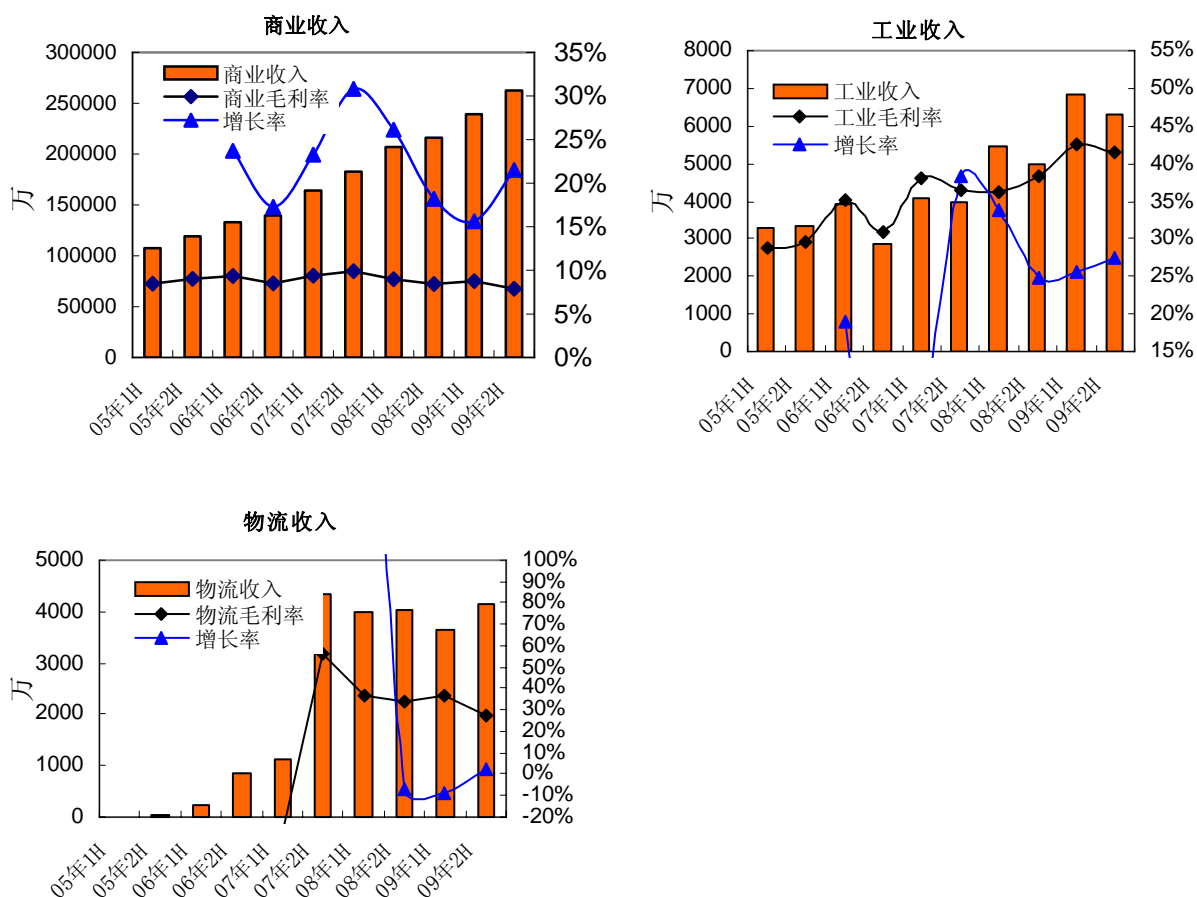 商业收入
300000
250000
200000
150000
100000
50000
0
万
35%
30%
25%
20%
15%
10%
5%
0%
商业收入
商业毛利率
增长率
05年1H
05年2H
06年1H
06年2H
07年1H
07年2H
08年1H
08年2H
09年1H
09年2H
工业收入
8000
7000
6000
5000
4000
3000
2000
1000
0
万
55%
50%
45%
40%
35%
30%
25%
20%
15%
工业收入
工业毛利率
增长率
05年1H
05年2H
06年1H
06年2H
07年1H
07年2H
08年1H
08年2H
09年1H
09年2H
物流收入
5000
4000
3000
2000
1000
0
万
100%
90%
80%
70%
60%
50%
40%
30%
20%
10%
0%
-10%
-20%
物流收入
物流毛利率
增长率
05年1H
05年2H
06年1H
06年2H
07年1H
07年2H
08年1H
08年2H
09年1H
09年2H